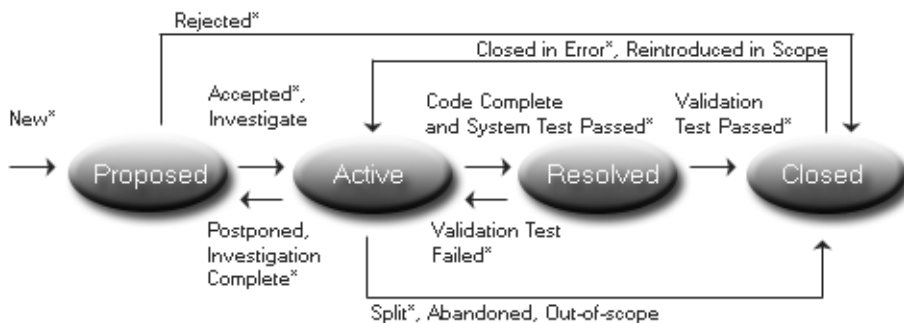 Rejected*
Closed in Error*, Reintroduced in Scope
New*
Accepted*,
Investigate
Code Complete
and System Test Passed*
Validation
Test Passed*
Proposed
Active
Resolved
Closed
Postponed,
Investigation
Complete*
Validation Test
Failed*
Split*, Abandoned, Out-of-scope